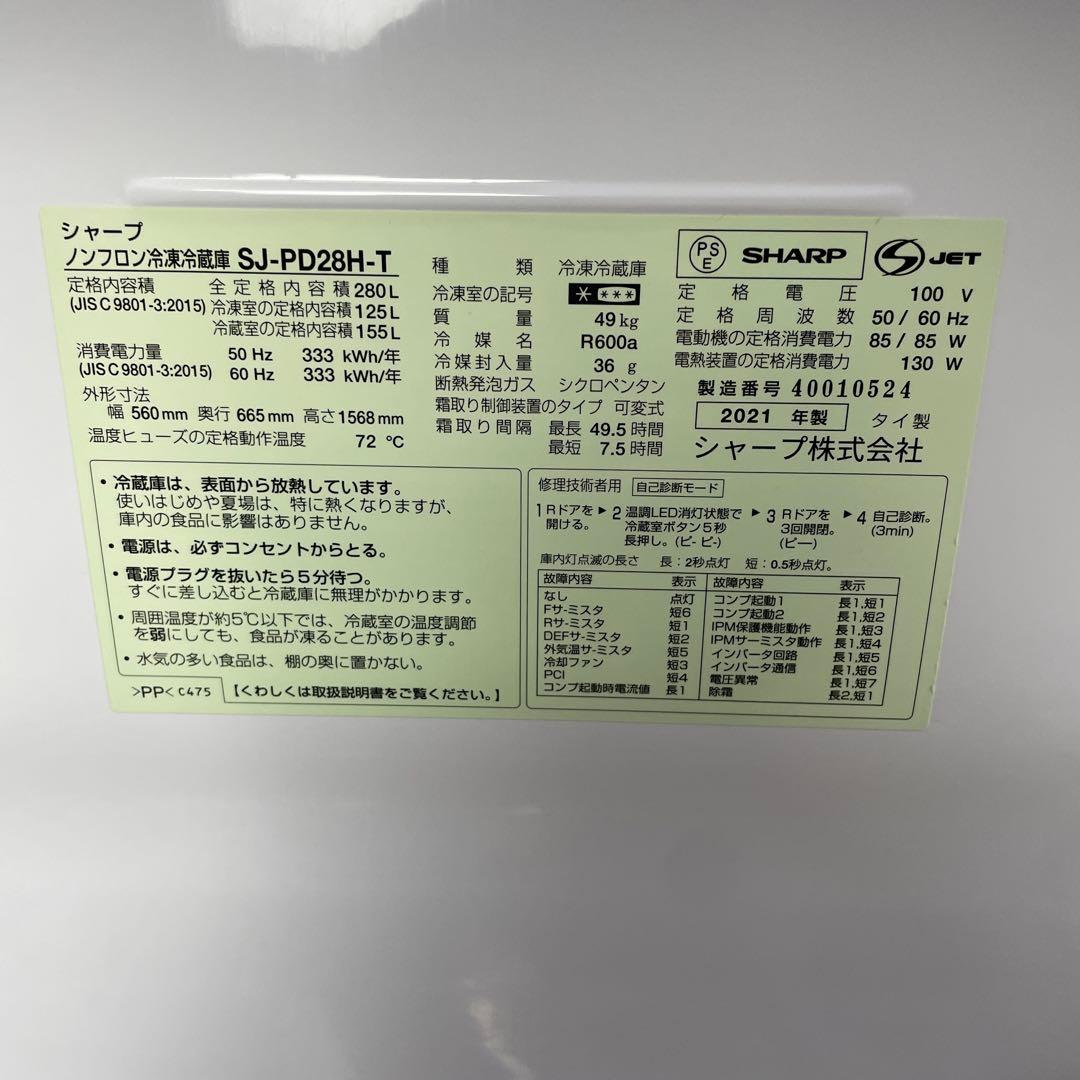 シャープ
ノンフロン冷凍冷蔵庫 SJ-PD28H-T
定格内容積 全定格内容積 280L
(JIS C 9801-3:2015) 冷凍室の定格内容積 125L
冷蔵室の定格内容積 155L
消費電力量 50 Hz 333 kWh/年
(JIS C 9801-3:2015) 60 Hz 333 kWh/年
外形寸法
幅 560mm 奥行 665mm 高さ1568mm
温度ヒューズの定格動作温度 72 ℃
種類 冷凍冷蔵庫
冷凍室の記号 * ***
質量 49kg
冷媒名 R600a
冷媒封入量 36 g
断熱発泡ガス シクロペンタン
霜取り制御装置のタイプ 可変式
霜取り間隔 最長 49.5 時間
最短 7.5 時間
PSE SHARP JET
定格電圧 100 V
定格周波数 50 / 60 Hz
電動機の定格消費電力 85 / 85 W
電熱装置の定格消費電力 130 W
製造番号 40010524
2021 年製 タイ製
シャープ株式会社
・冷蔵庫は、表面から放熱しています。
使いはじめや夏場は、特に熱くなりますが、
庫内の食品に影響はありません。
・電源は、必ずコンセントからとる。
・電源プラグを抜いたら5分待つ。
すぐに差し込むと冷蔵庫に無理がかかります。
・周囲温度が約5℃以下では、冷蔵室の温度調節
を弱にしても、食品が凍ることがあります。
・水気の多い食品は、棚の奥に置かない。
>PP< C475 【くわしくは取扱説明書をご覧ください。】
修理技術者用 自己診断モード
1 Rドアを開ける。 ▶ 2 温調LED消灯状態で冷蔵室ボタン5秒長押し。(ピ- ピ-) ▶ 3 Rドアを3回開閉。(ピー) ▶ 4 自己診断。(3min)
庫内灯点滅の長さ 長：2秒点灯 短：0.5秒点灯。
故障内容 表示 故障内容 表示
なし 点灯 コンプ起動1 長1,短1
Fサ-ミスタ 短6 コンプ起動2 長1,短2
Rサ-ミスタ 短1 IPM保護機能動作 長1,短3
DEFサ-ミスタ 短2 IPMサーミスタ動作 長1,短4
外気温サ-ミスタ 短5 インバータ回路 長1,短5
冷却ファン 短3 インバータ通信 長1,短6
PCI 短4 電圧異常 長1,短7
コンプ起動時電流値 長1 除霜 長2,短1